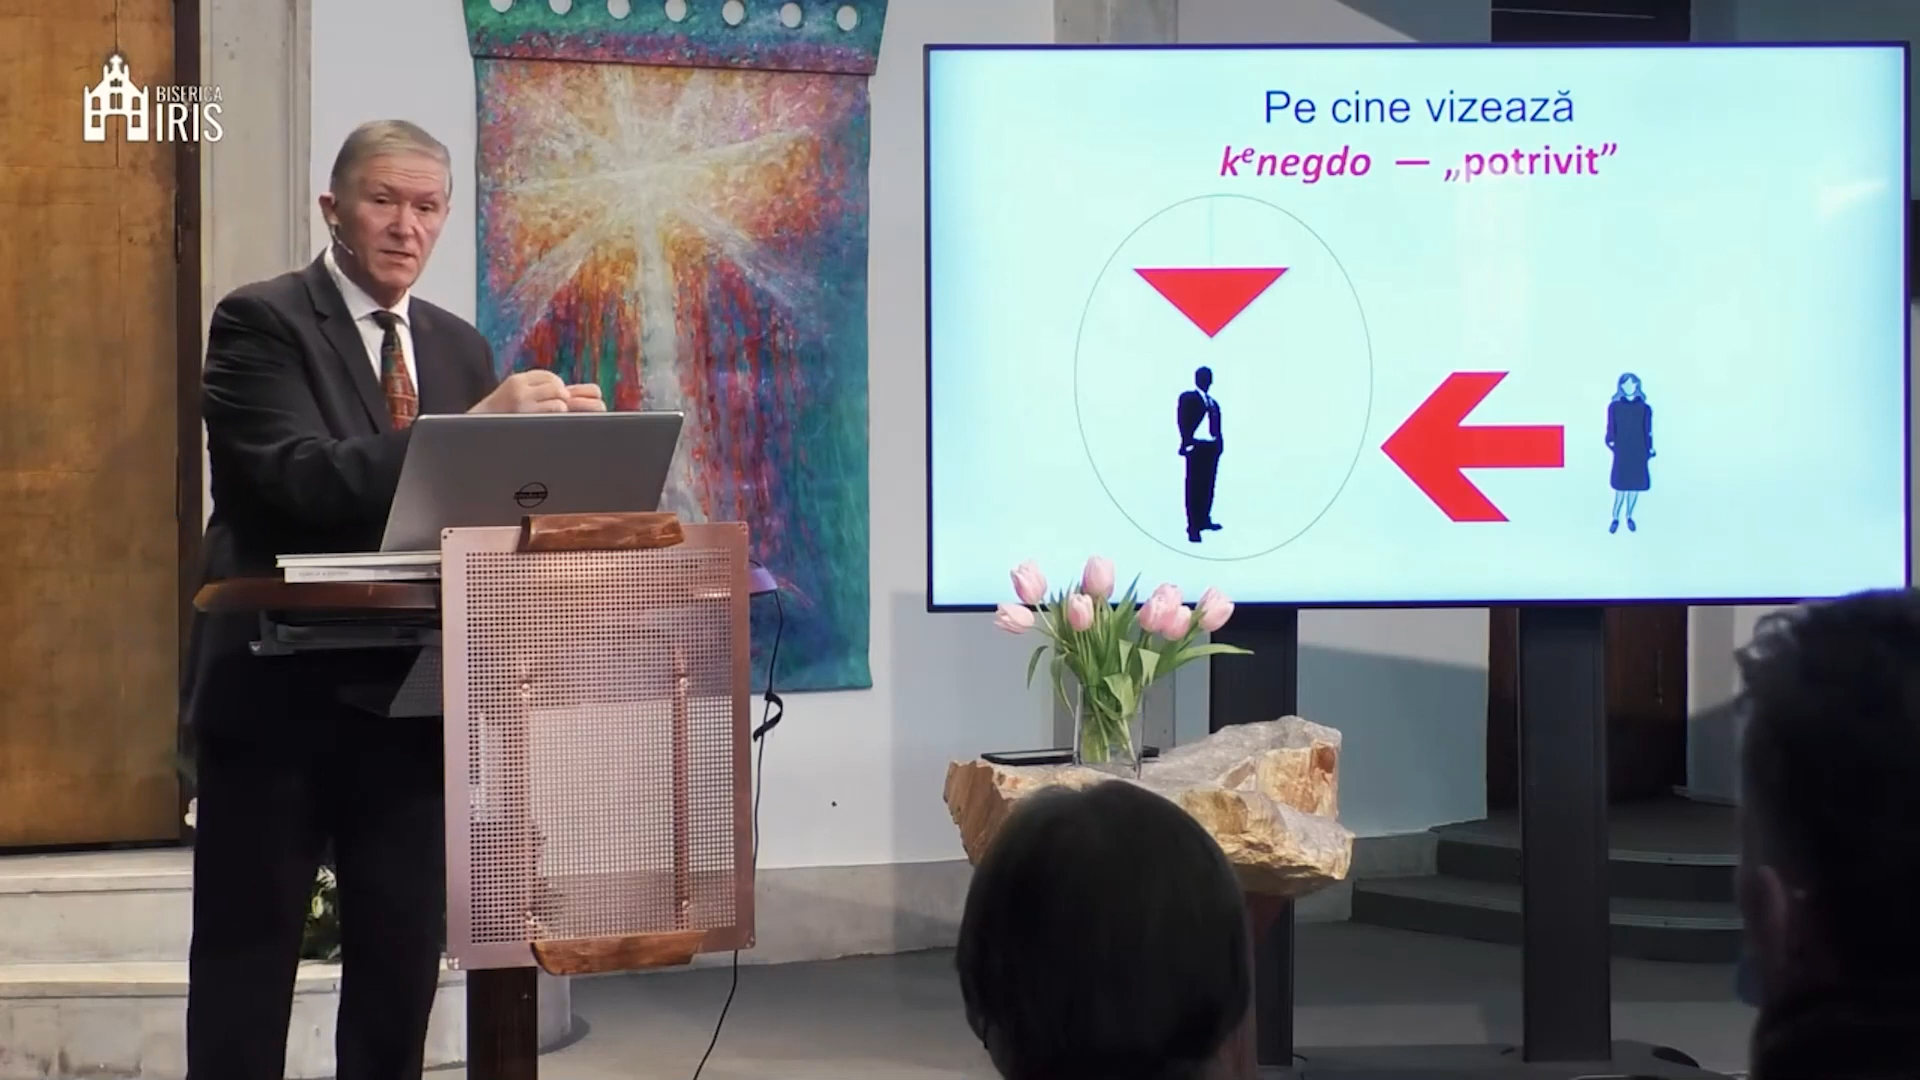 BISERICA
IRIS
Pe cine vizează
kᵉnegdo — „potrivit”